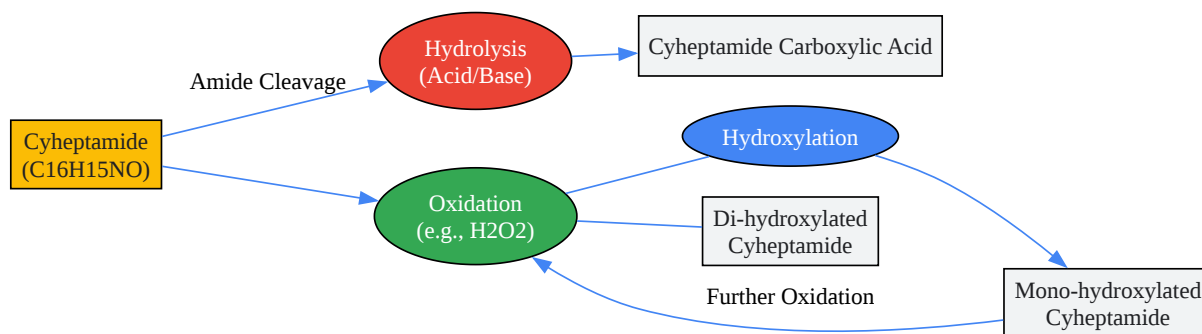 Hydrolysis
(Acid/Base)
Cyheptamide Carboxylic Acid
Amide Cleavage
Cyheptamide
(C16H15NO)
Hydroxylation
Oxidation
(e.g., H2O2)
Di-hydroxylated
Cyheptamide
Further Oxidation
Mono-hydroxylated
Cyheptamide